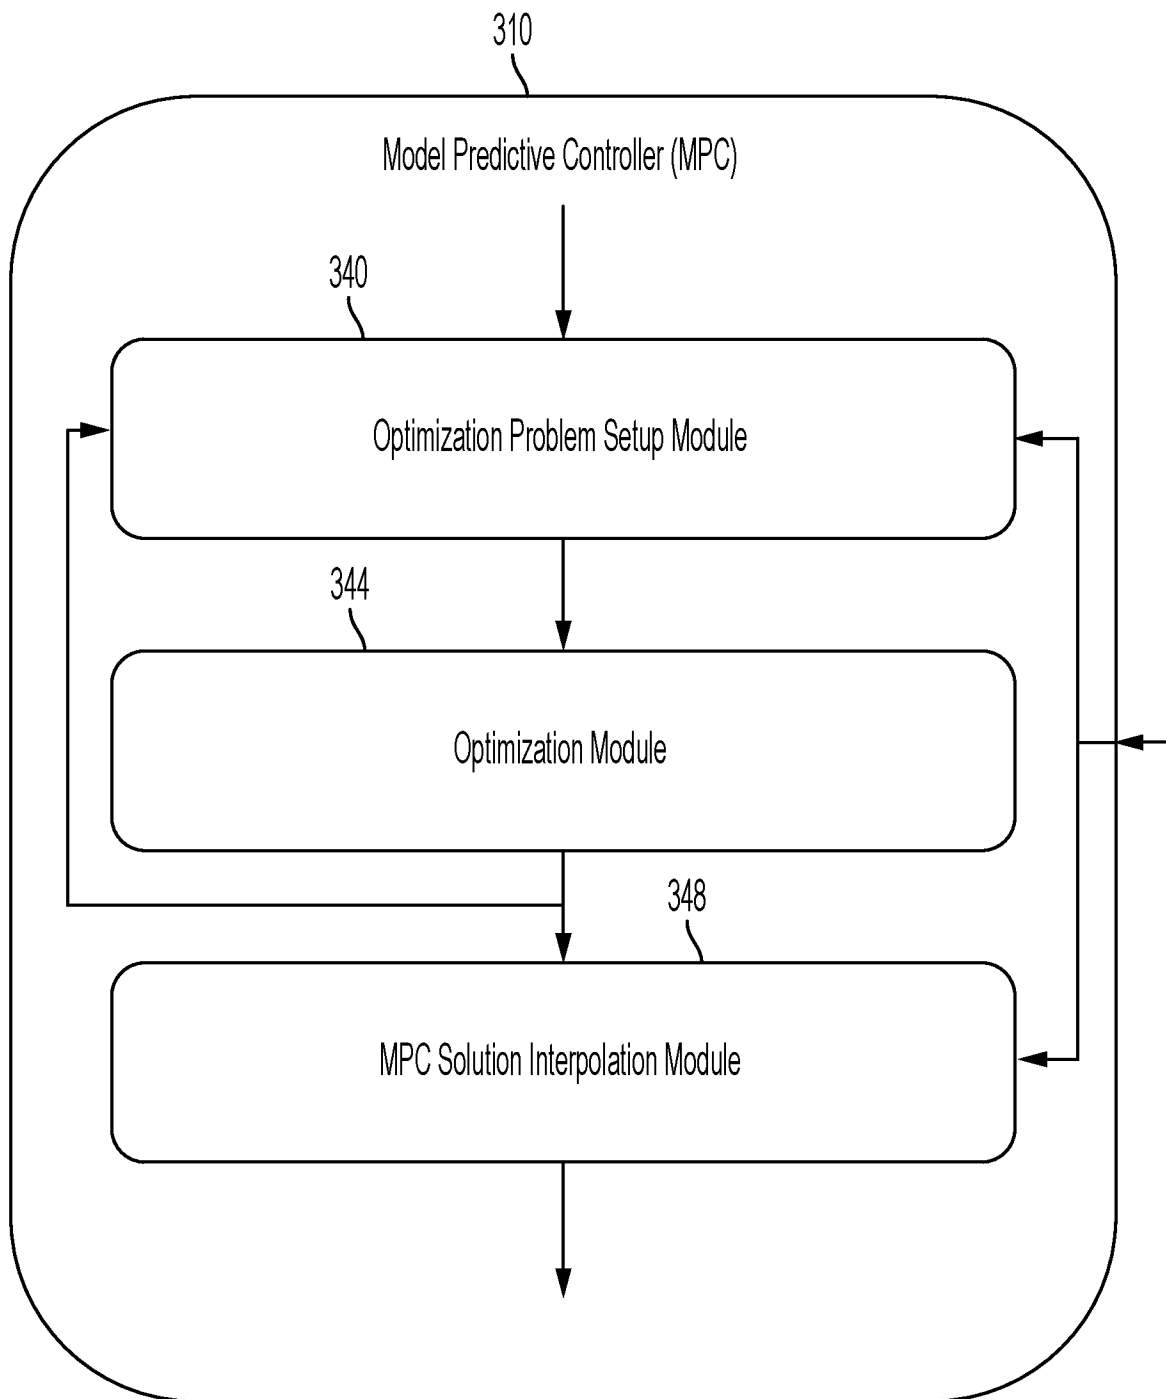 310
Model Predictive Controller (MPC)
340
Optimization Problem Setup Module
344
Optimization Module
348
MPC Solution Interpolation Module